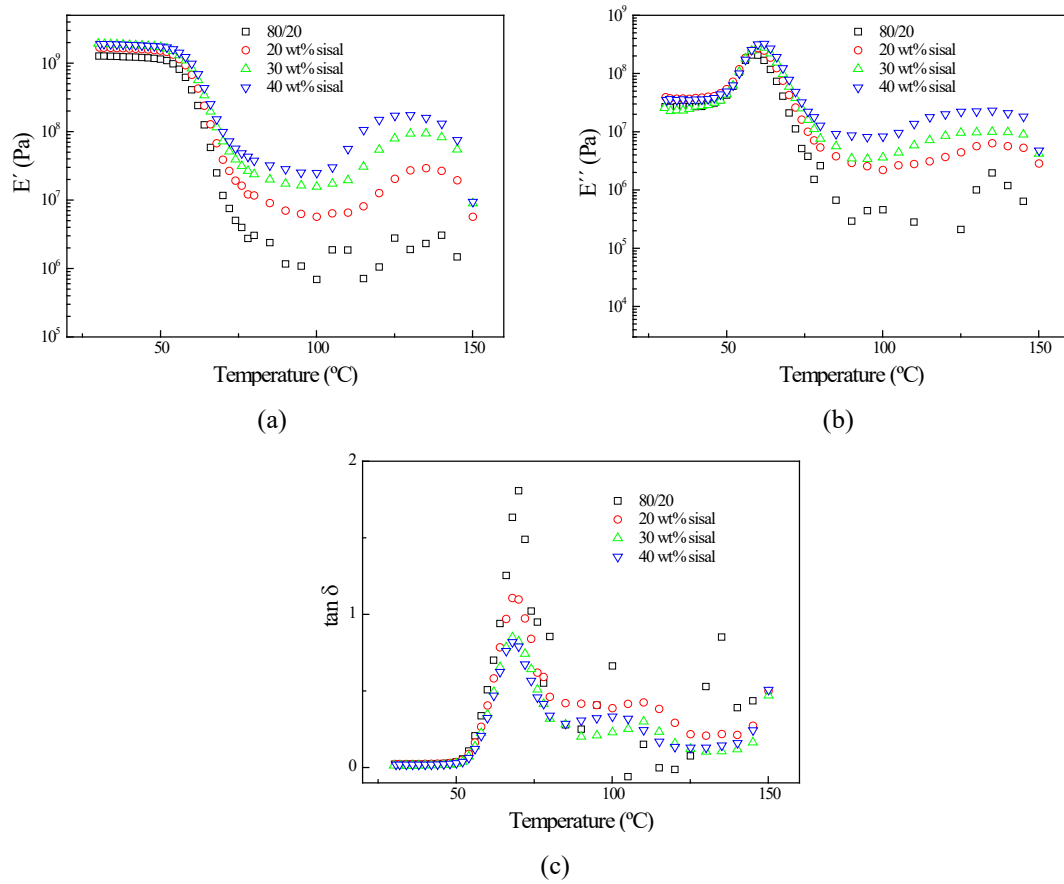 10⁹
10⁸
10⁷
10⁶
10⁵
E′ (Pa)
80/20
20 wt% sisal
30 wt% sisal
40 wt% sisal
50
100
150
Temperature (ºC)
(a)
10⁹
10⁸
10⁷
10⁶
10⁵
10⁴
E′′ (Pa)
80/20
20 wt% sisal
30 wt% sisal
40 wt% sisal
50
100
150
Temperature (ºC)
(b)
2
1
0
tan δ
80/20
20 wt% sisal
30 wt% sisal
40 wt% sisal
50
100
150
Temperature (ºC)
(c)